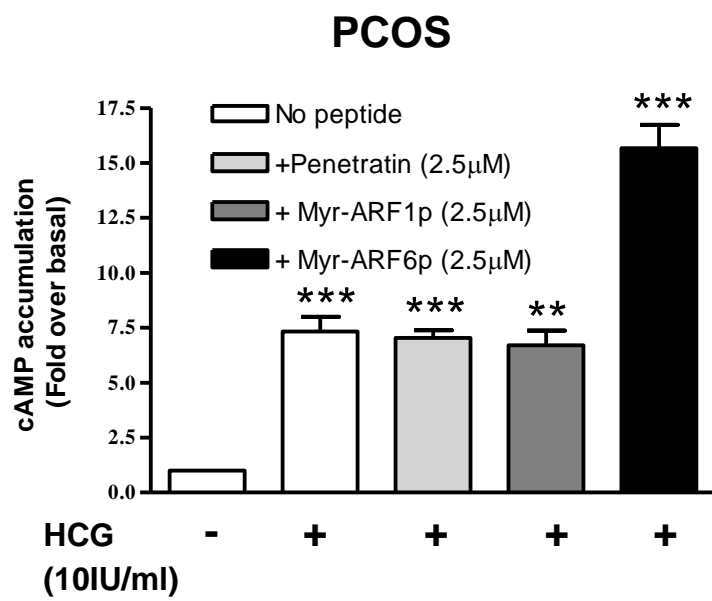 PCOS
cAMP accumulation
(Fold over basal)
17.5
15.0
12.5
10.0
7.5
5.0
2.5
0.0
No peptide
+Penetratin (2.5μM)
+ Myr-ARF1p (2.5μM)
+ Myr-ARF6p (2.5μM)
*** *** ** ***
HCG - + + + +
(10IU/ml)